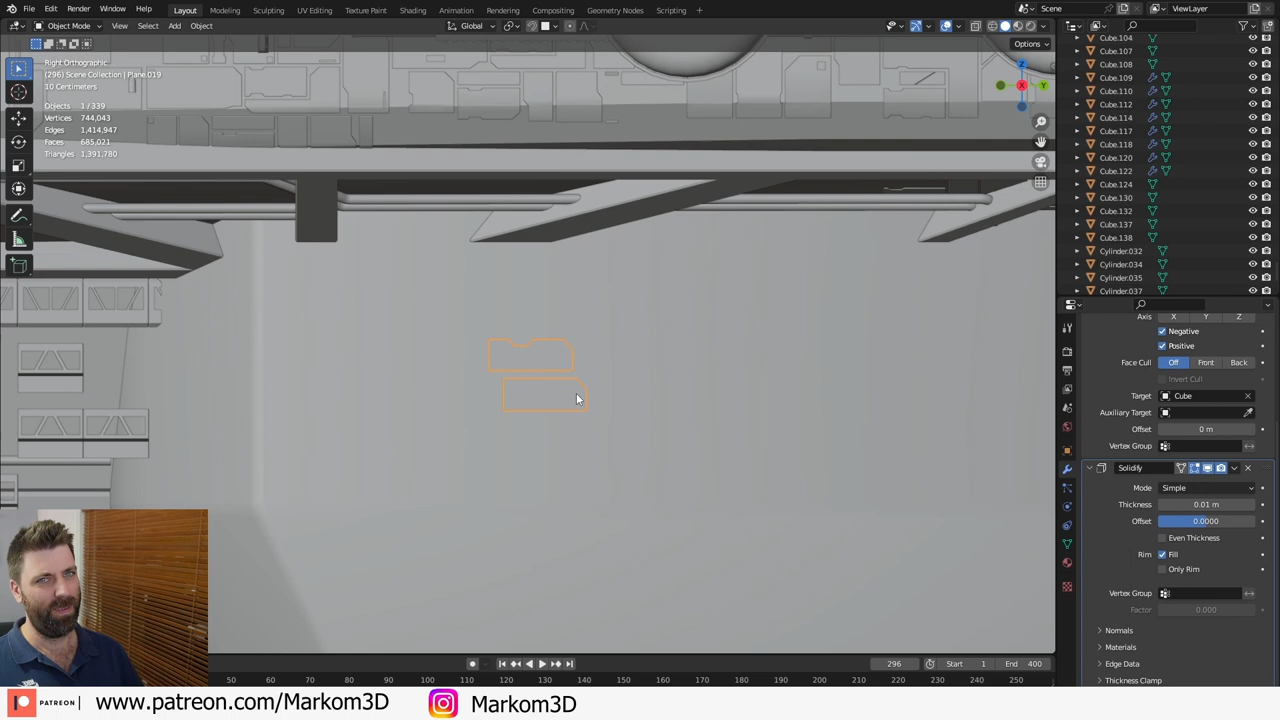 File Edit Render Window Help Layout Modeling Sculpting UV Editing Texture Paint Shading Animation Rendering Compositing Geometry Nodes Scripting + Scene ViewLayer
Object Mode View Select Add Object Global
Options
Right Orthographic
(296) Scene Collection | Plane.019
10 Centimeters
Objects 1/339
Vertices 744,043
Edges 1,414,947
Faces 685,021
Triangles 1,391,780
Z
X
Y
Cube.104
Cube.107
Cube.108
Cube.109
Cube.110
Cube.112
Cube.114
Cube.117
Cube.118
Cube.120
Cube.122
Cube.124
Cube.130
Cube.132
Cube.137
Cube.138
Cylinder.032
Cylinder.034
Cylinder.035
Cylinder.037
Axis X Y Z
Negative
Positive
Face Cull Off Front Back
Invert Cull
Target Cube
Auxiliary Target
Offset 0 m
Vertex Group
Solidify
Mode Simple
Thickness 0.01 m
Offset 0.0000
Even Thickness
Rim Fill
Only Rim
Vertex Group
Factor 0.000
Normals
Materials
Edge Data
Thickness Clamp
296 Start 1 End 400
50 60 70 80 90 100 110 120 130 140 150 160 170 180 190 200 210 220 230 240 250
PATREON www.patreon.com/Markom3D Markom3D